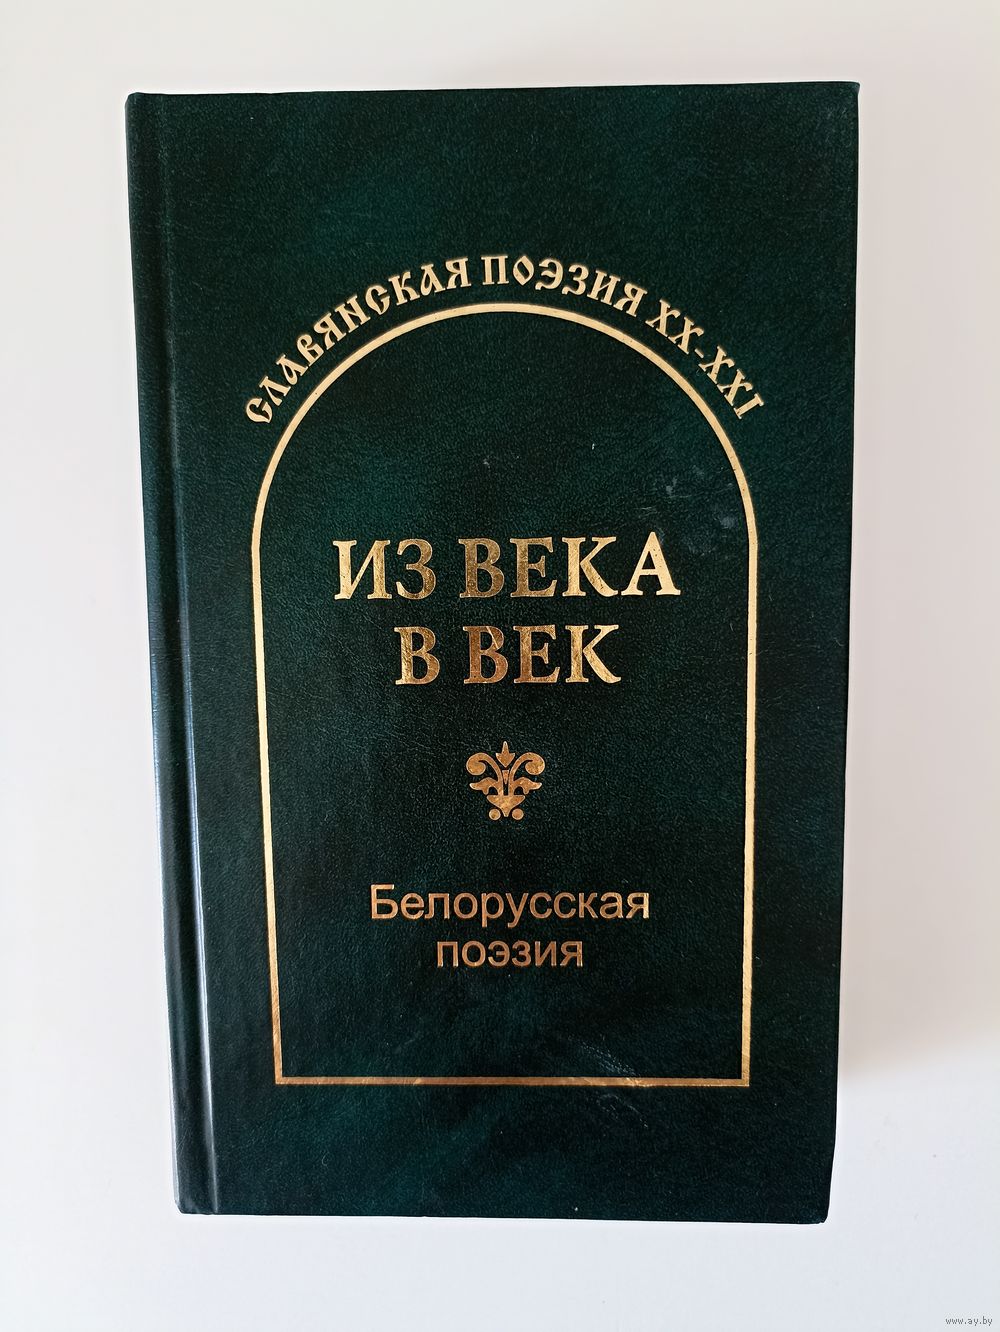 СЛАВЯНСКАЯ ПОЭЗИЯ XX-XXI
ИЗ ВЕКА
В ВЕК
Белорусская
поэзия
www.ay.by